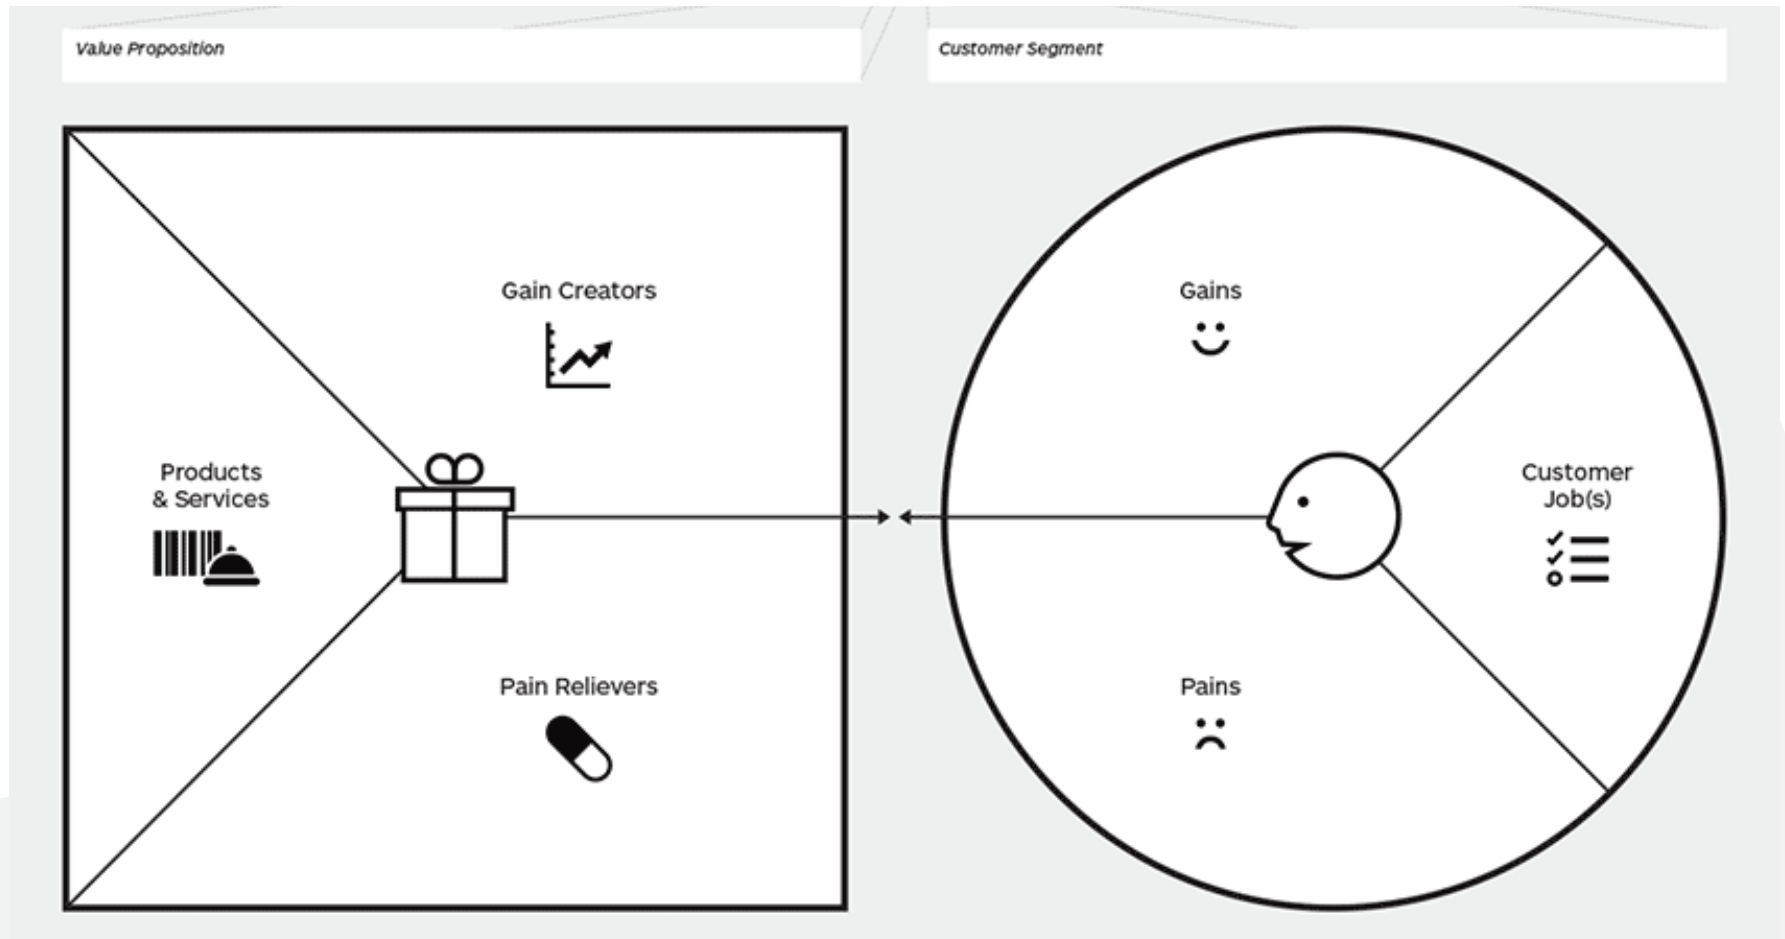 Value Proposition
Customer Segment
Gain Creators
Products
& Services
Pain Relievers
Gains
Customer
Job(s)
Pains